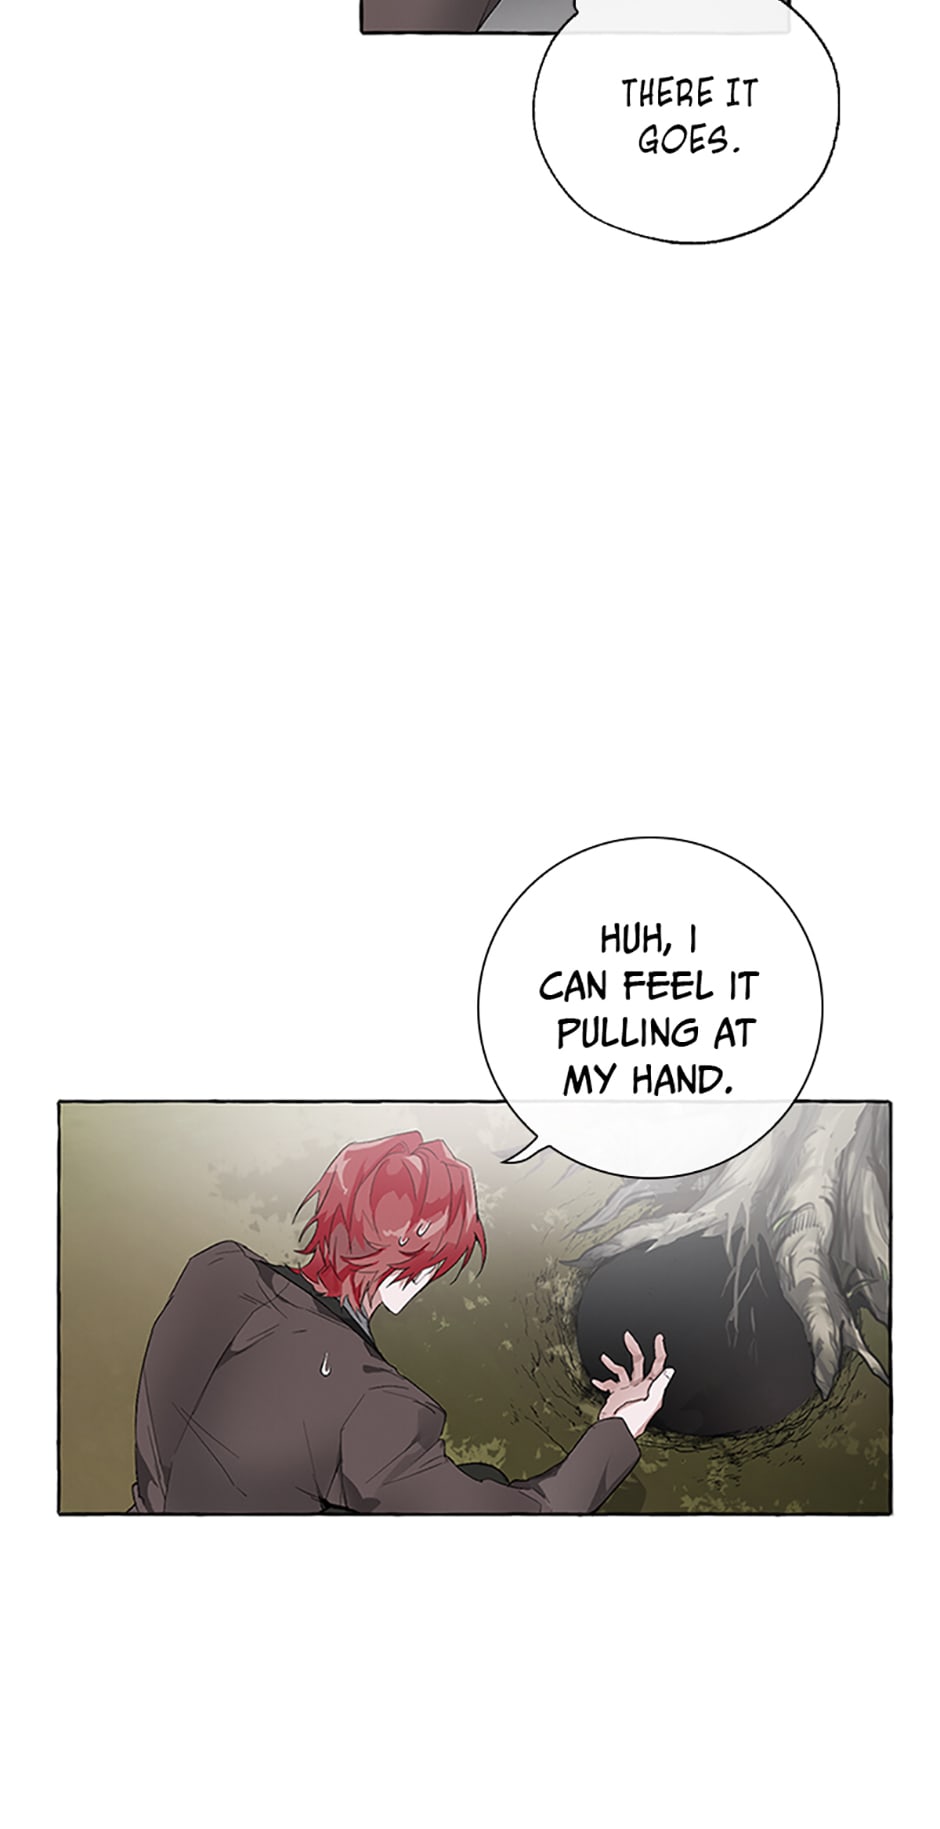 THERE IT
GOES.
HUH, I
CAN FEEL IT
PULLING AT
MY HAND.